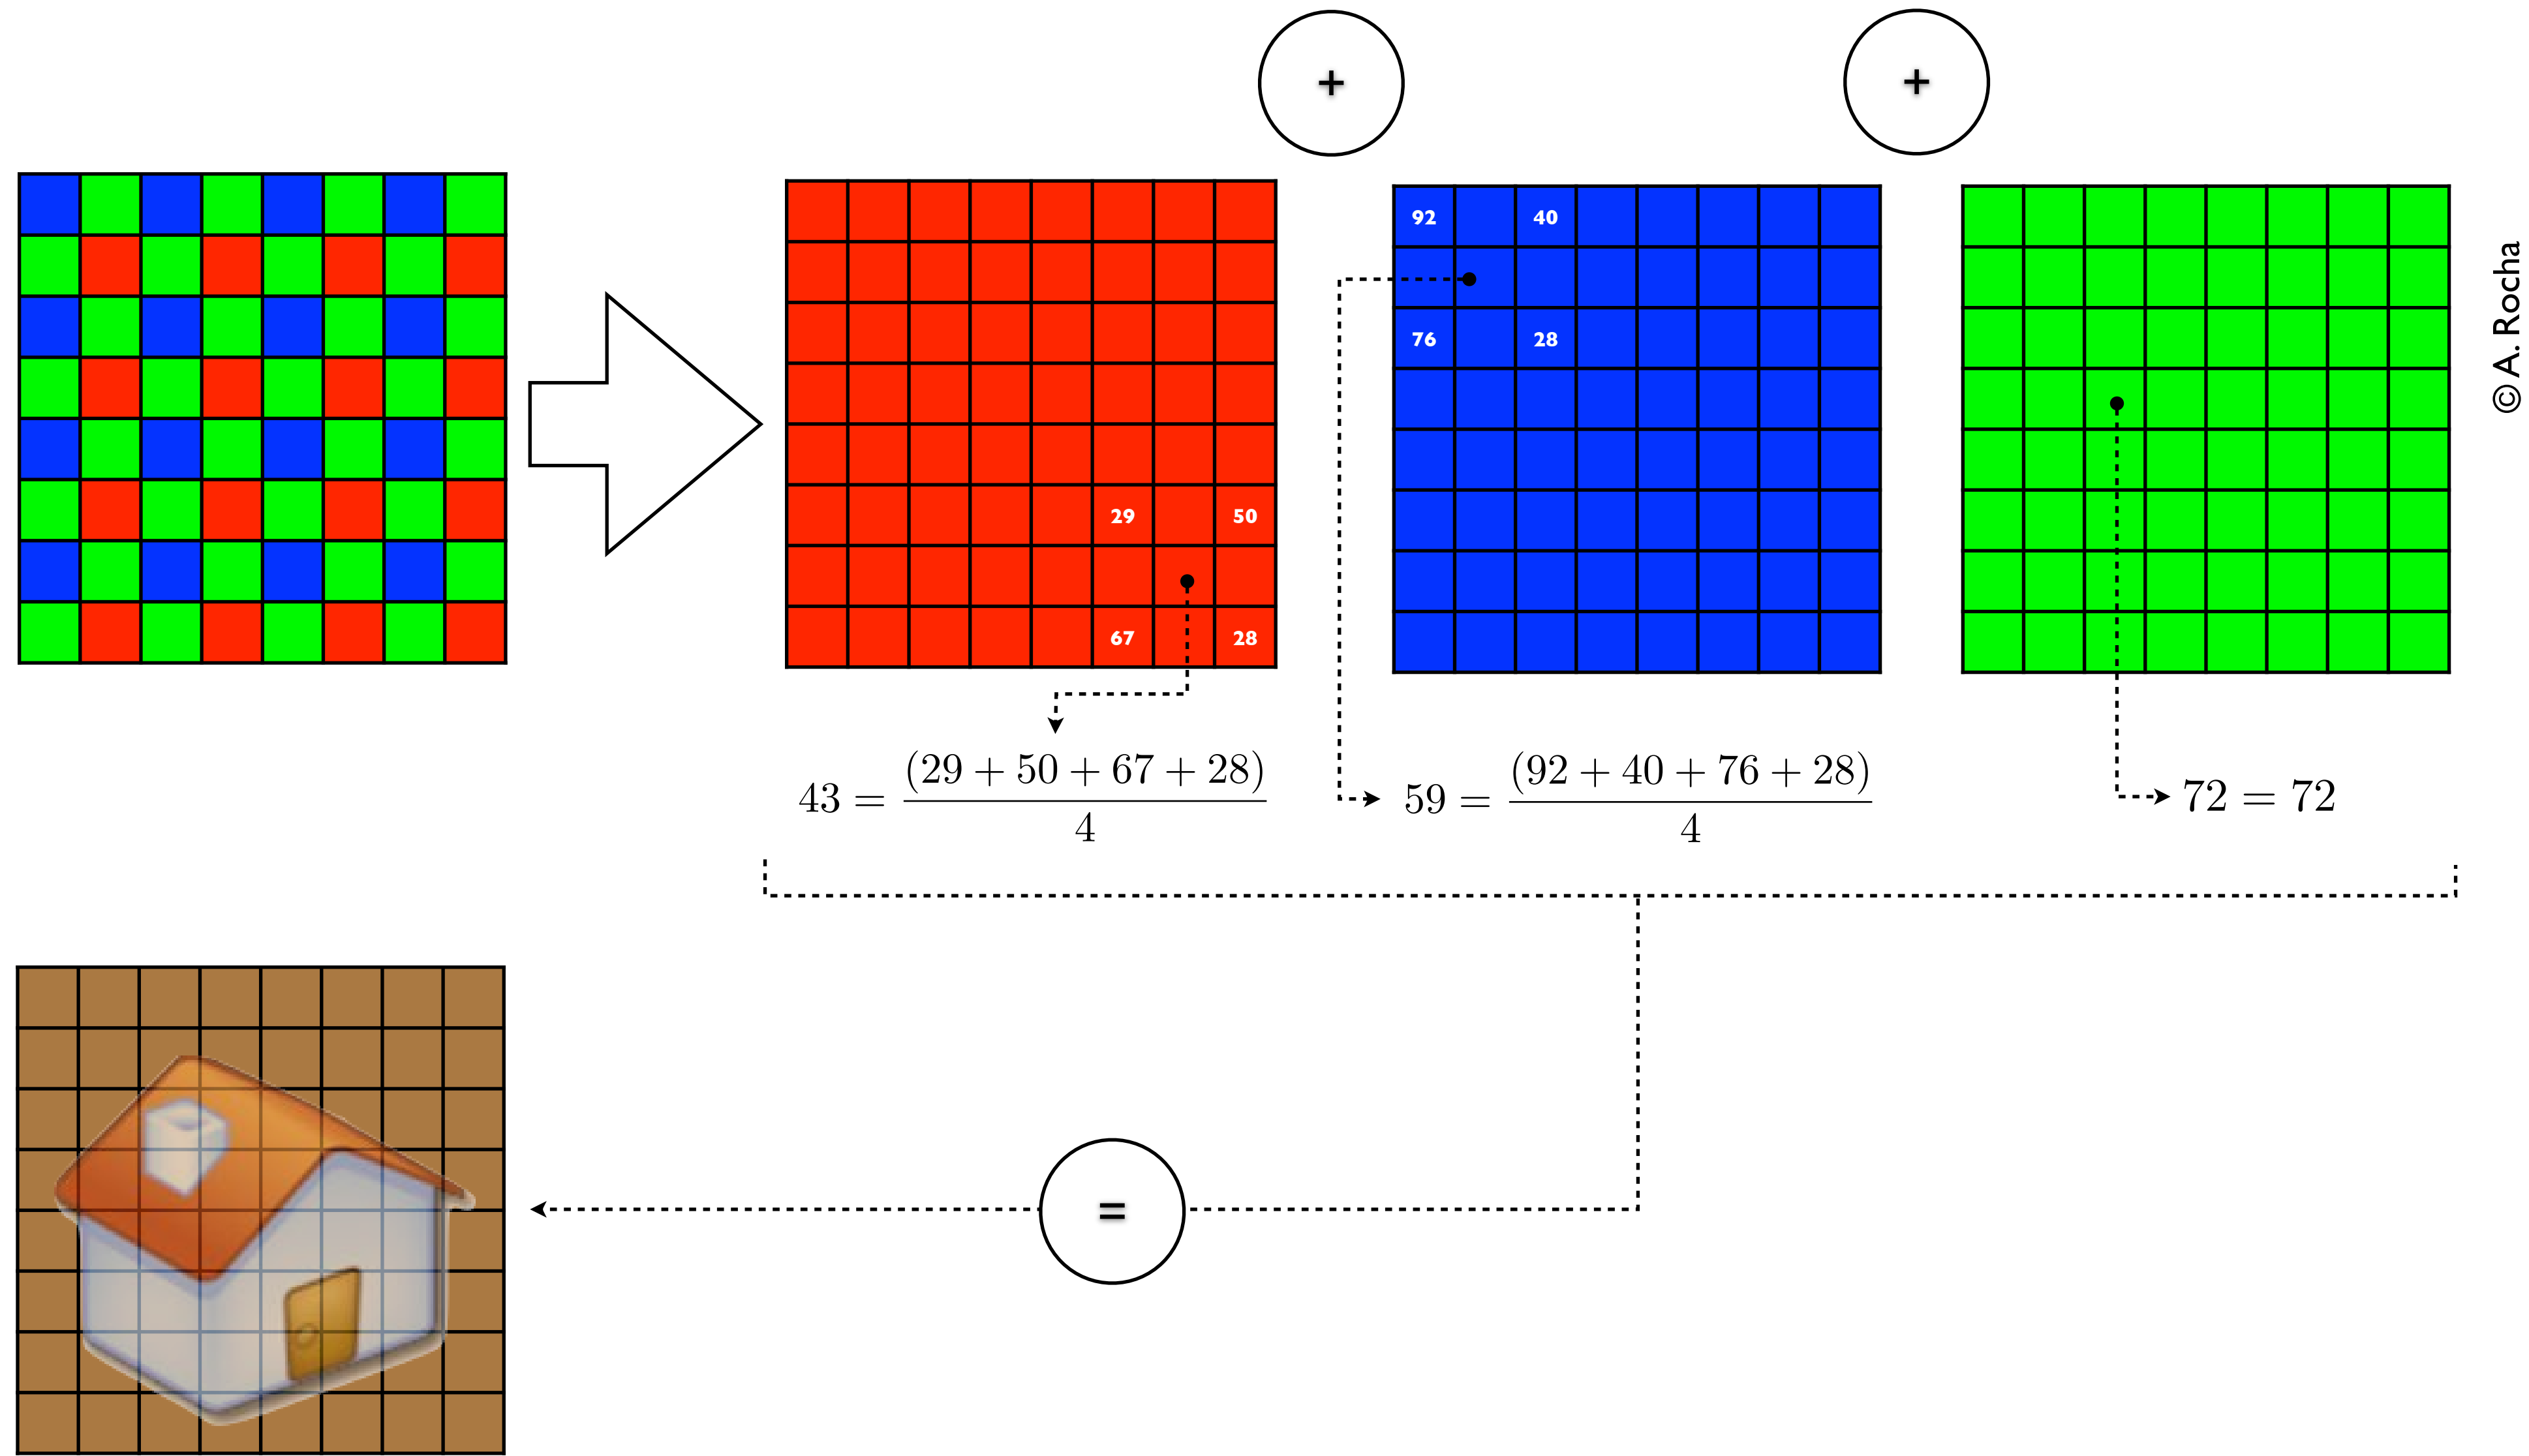 +
+
92 40
76 28
29 50
67 28
43 = (29 + 50 + 67 + 28) / 4
59 = (92 + 40 + 76 + 28) / 4
72 = 72
=
© A. Rocha